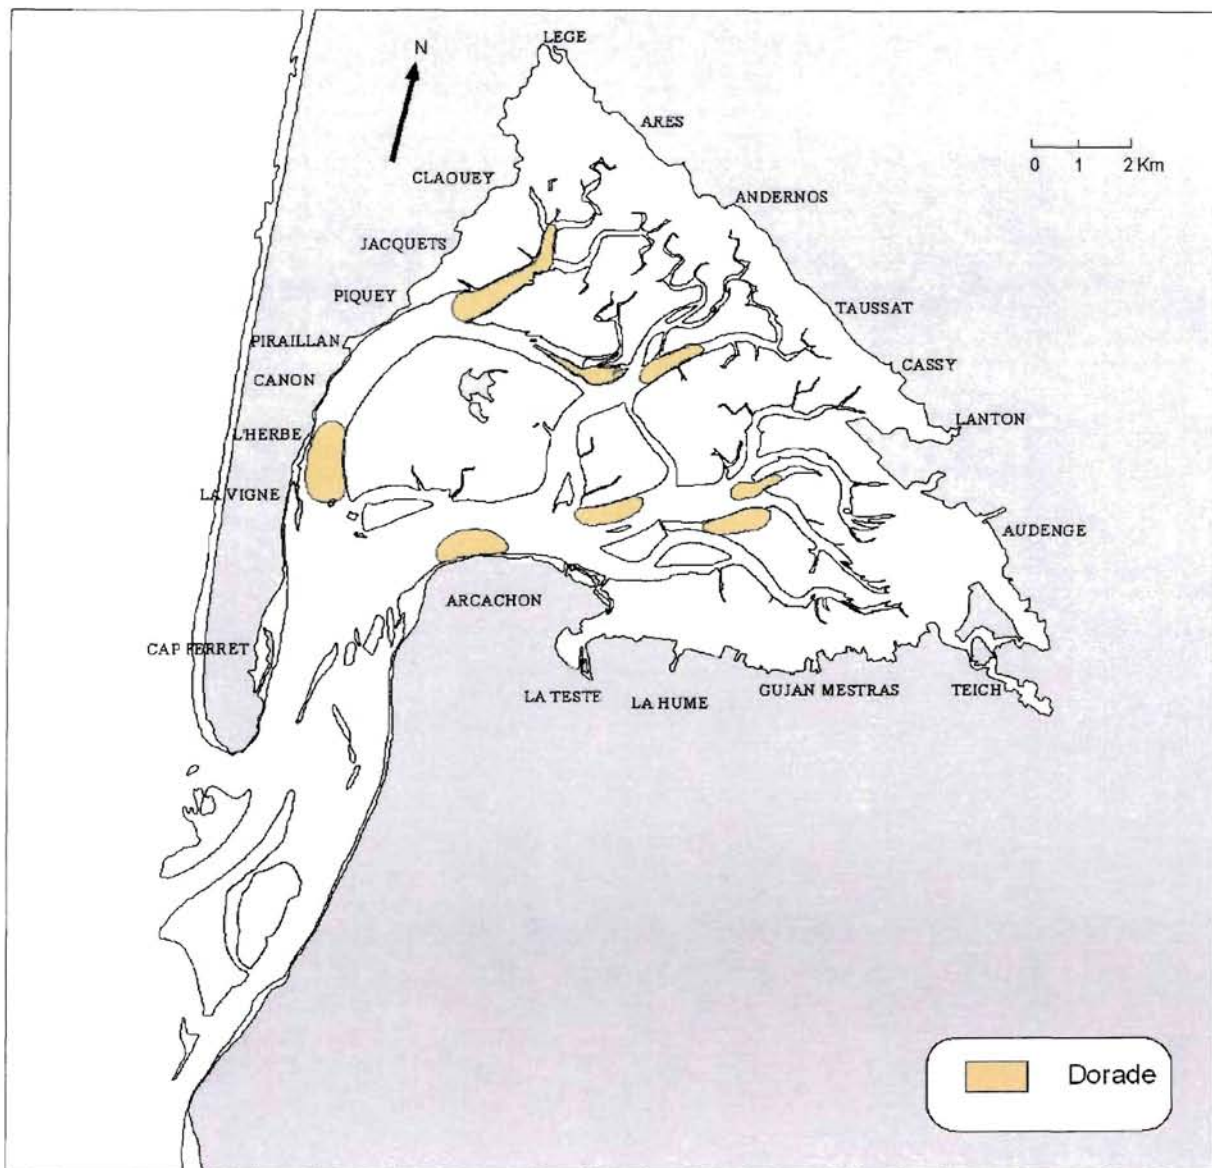 LEGE
N
ARES
CLAOUEY
ANDERNOS
0 1 2 Km
JACQUETS
PIQUEY
TAUSSAT
PIRAILLAN
CANON
CASSY
L'HERBE
LANTON
LA VIGNE
AUDENGE
ARCACHON
CAP FERRET
LA TESTE
LA HUME
GUJAN MESTRAS
TEICH
Dorade